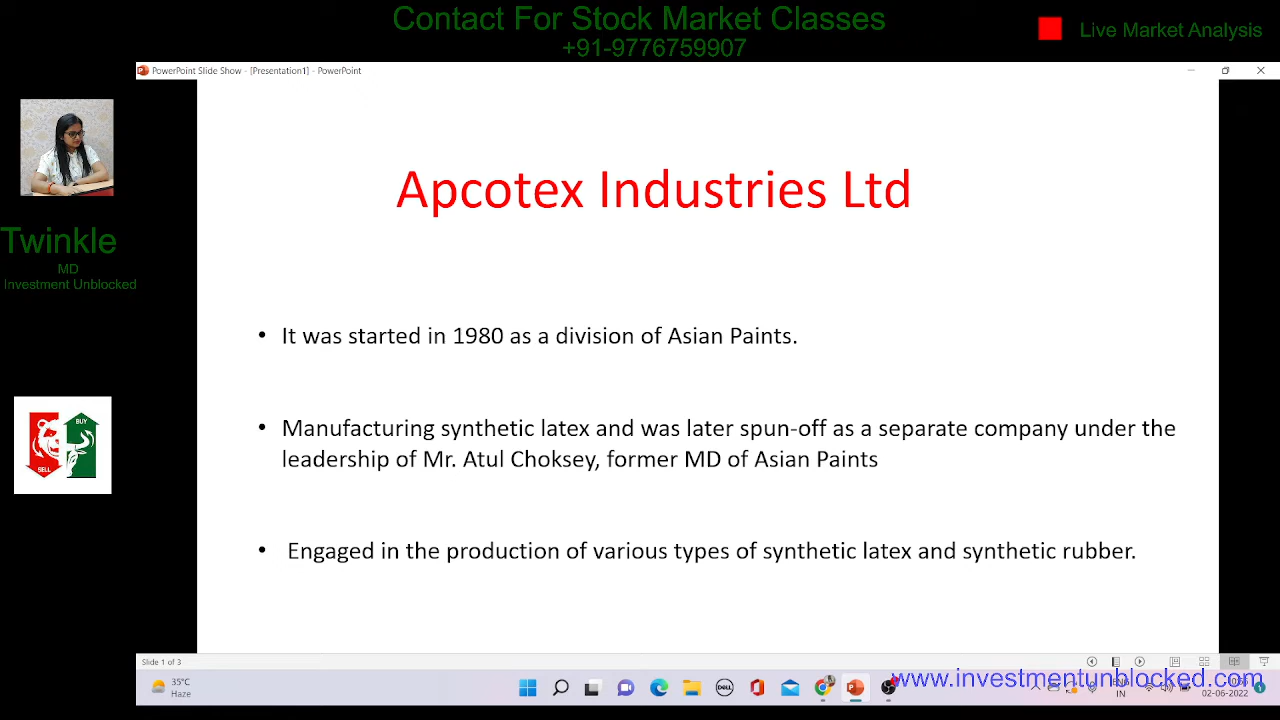 Contact For Stock Market Classes
+91-9776759907
Live Market Analysis
PowerPoint Slide Show - [Presentation1] - PowerPoint
Apcotex Industries Ltd
Twinkle
MD
Investment Unblocked
• It was started in 1980 as a division of Asian Paints.
BUY
SELL
• Manufacturing synthetic latex and was later spun-off as a separate company under the
leadership of Mr. Atul Choksey, former MD of Asian Paints
• Engaged in the production of various types of synthetic latex and synthetic rubber.
Slide 1 of 3
35°C
Haze
DELL
www.investmentunblocked.com
IN
02-06-2022